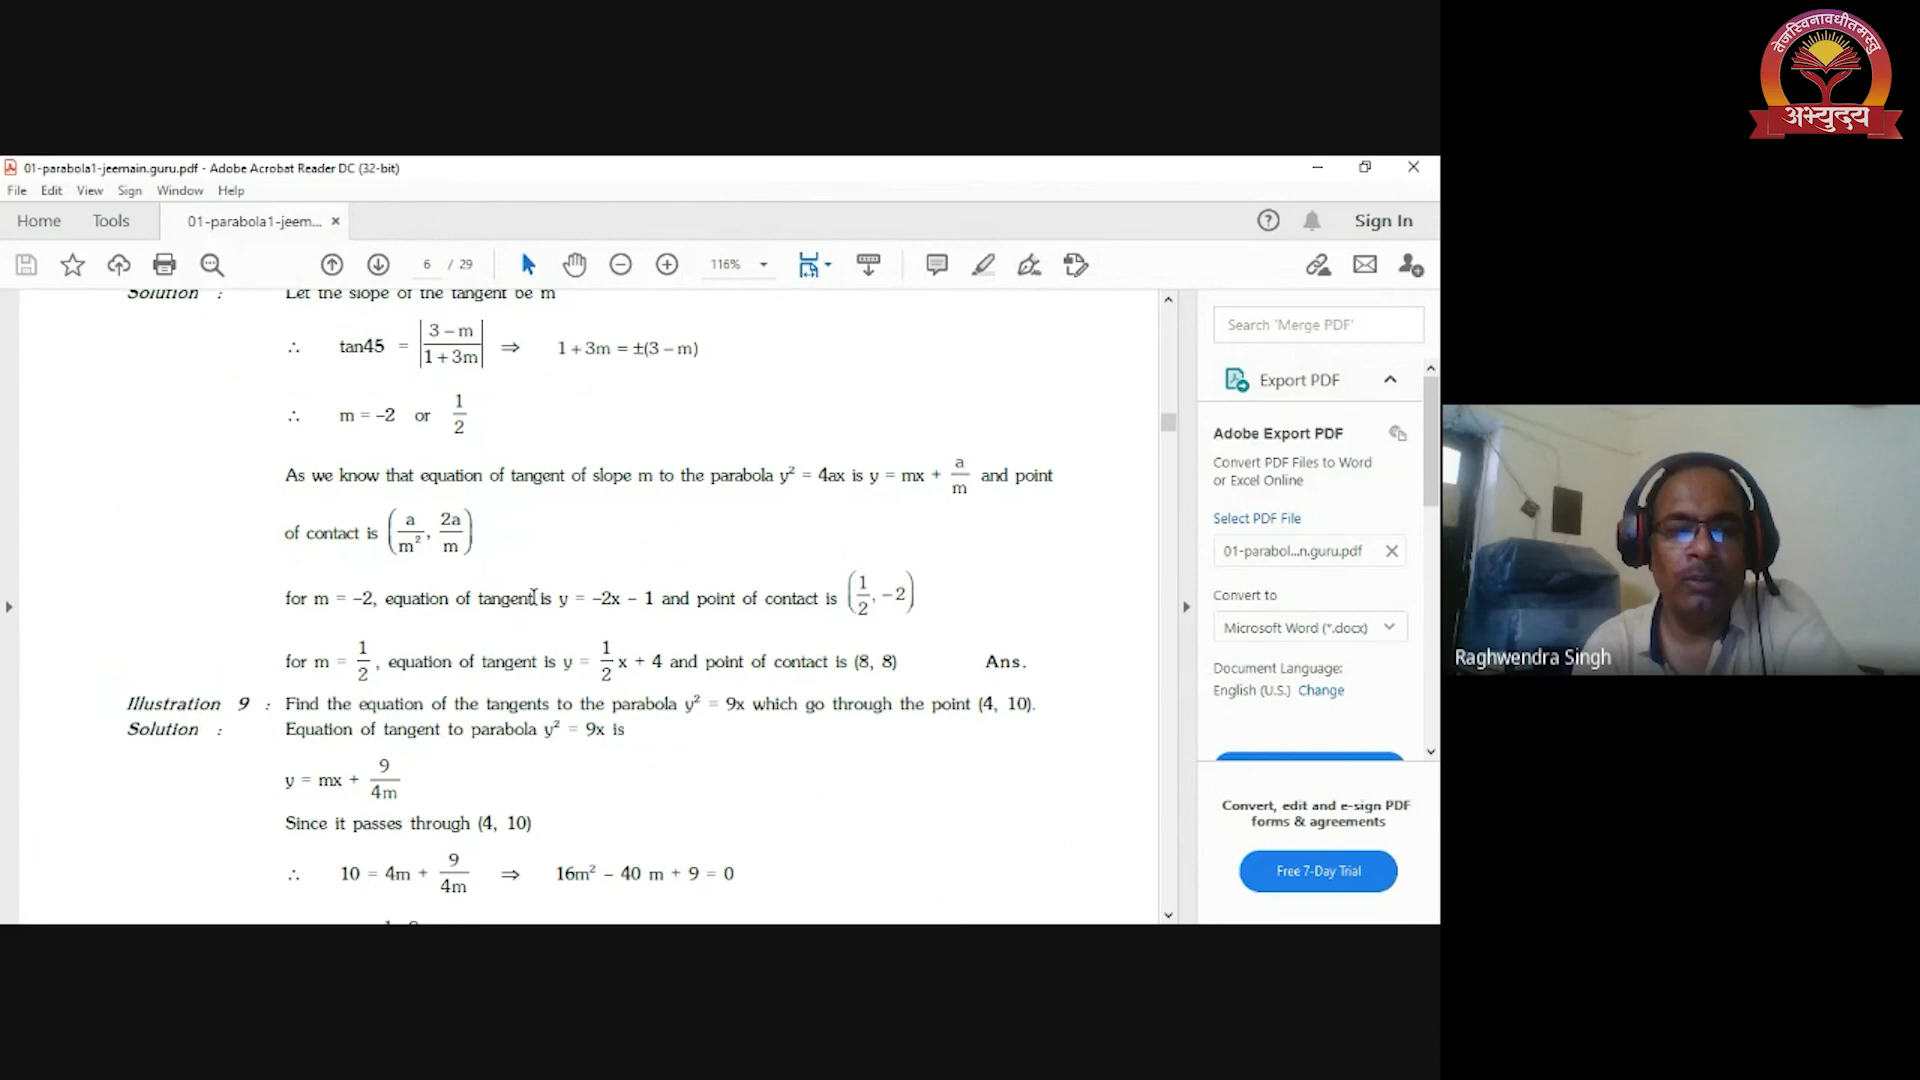 तेजस्विनावधीतमस्तु
अभ्युदय
01-parabola1-jeemain.guru.pdf - Adobe Acrobat Reader DC (32-bit)
File Edit View Sign Window Help
Home Tools 01-parabola1-jeem... × Sign In
6 / 29 116%
Solution : Let the slope of the tangent be m
∴ tan45 = |(3 – m)/(1 + 3m)| ⇒ 1 + 3m = ±(3 – m)
∴ m = –2 or 1/2
As we know that equation of tangent of slope m to the parabola y² = 4ax is y = mx + a/m and point
of contact is (a/m², 2a/m)
for m = –2, equation of tangent is y = –2x – 1 and point of contact is (1/2, –2)
for m = 1/2, equation of tangent is y = 1/2 x + 4 and point of contact is (8, 8) Ans.
Illustration 9 : Find the equation of the tangents to the parabola y² = 9x which go through the point (4, 10).
Solution : Equation of tangent to parabola y² = 9x is
y = mx + 9/4m
Since it passes through (4, 10)
∴ 10 = 4m + 9/4m ⇒ 16m² – 40 m + 9 = 0
Search 'Merge PDF'
Export PDF
Adobe Export PDF
Convert PDF Files to Word
or Excel Online
Select PDF File
01-parabol...n.guru.pdf ×
Convert to
Microsoft Word (*.docx)
Document Language:
English (U.S.) Change
Convert, edit and e-sign PDF
forms & agreements
Free 7-Day Trial
Raghwendra Singh